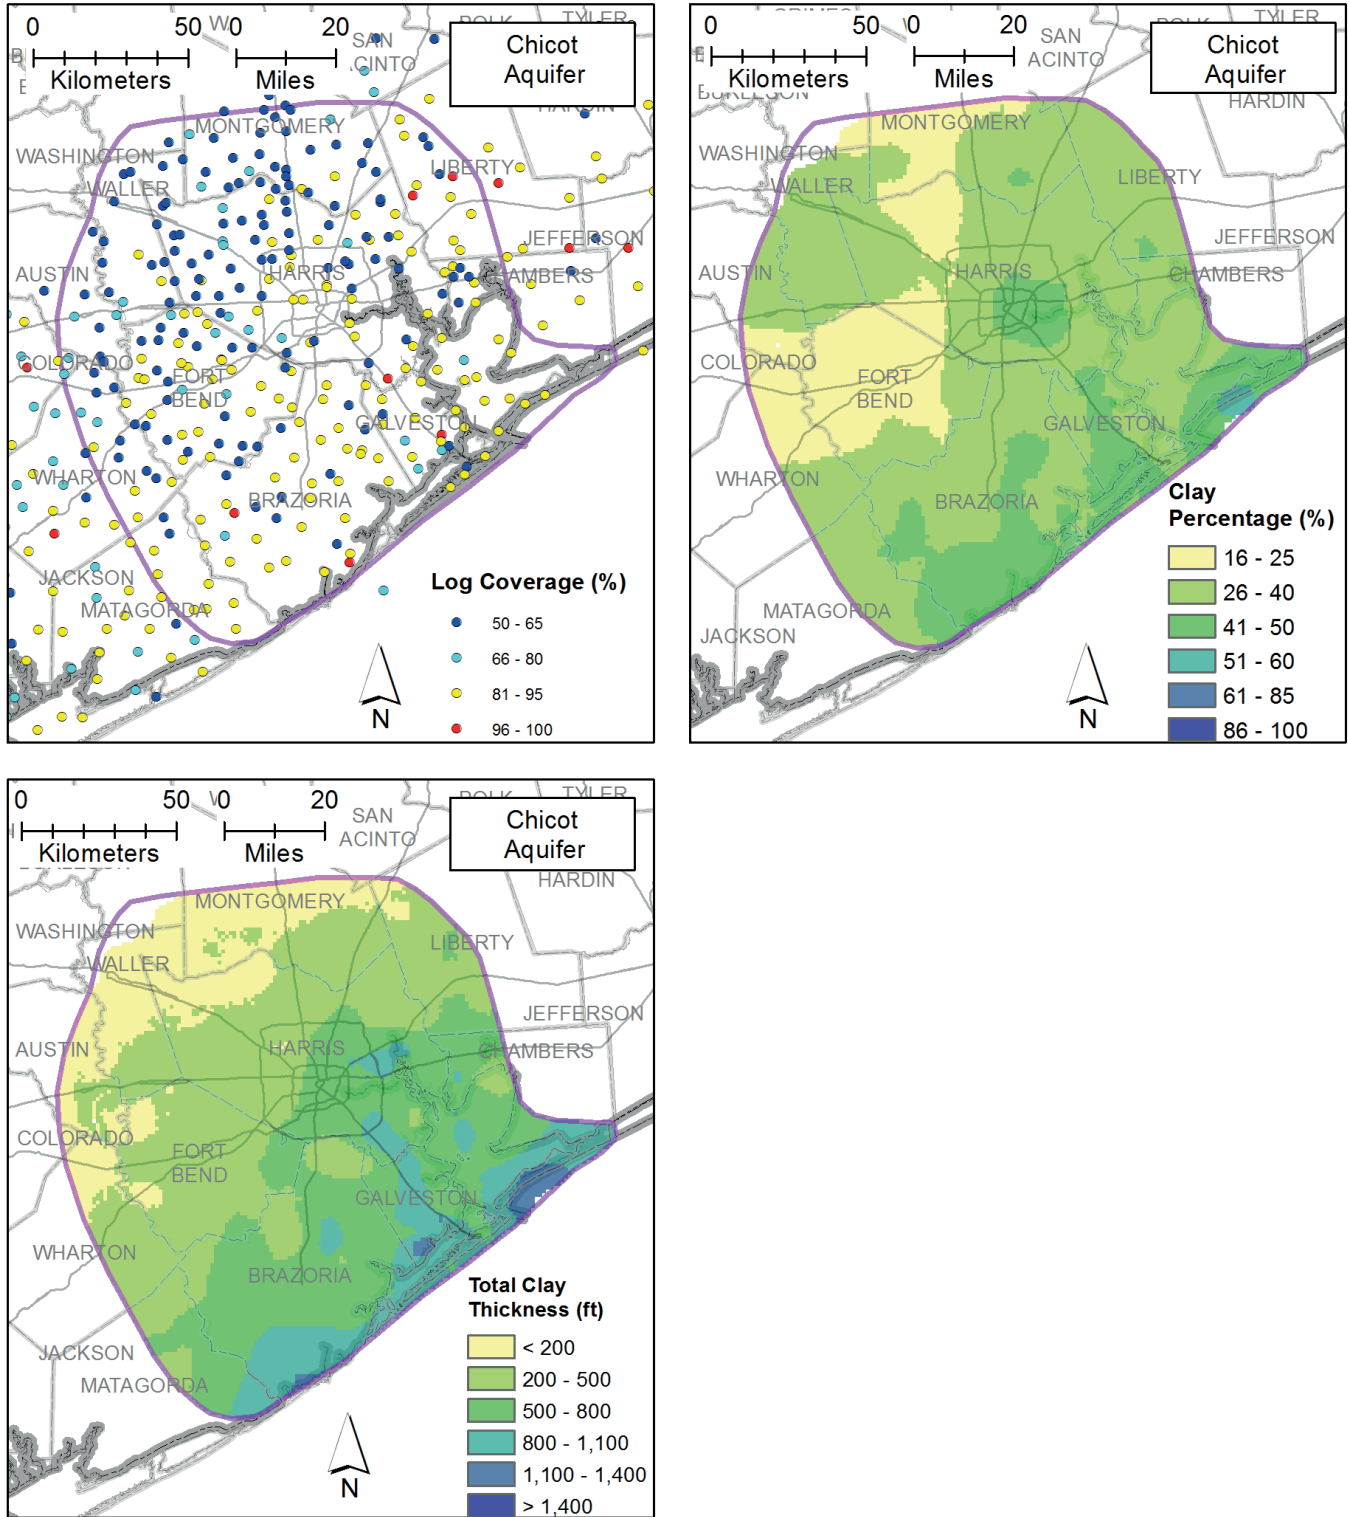 0 50 0 20
Kilometers Miles
Chicot
Aquifer
TYLER
SAN
ACINTO
HARDIN
MONTGOMERY
WASHINGTON
LIBERTY
WALLER
JEFFERSON
HARRIS
AUSTIN
CHAMBERS
COLORADO
FORT
BEND
GALVESTON
WHARTON
BRAZORIA
JACKSON
MATAGORDA
Log Coverage (%)
50 - 65
66 - 80
81 - 95
96 - 100
N
0 50 0 20
Kilometers Miles
Chicot
Aquifer
TYLER
SAN
ACINTO
HARDIN
MONTGOMERY
WASHINGTON
LIBERTY
WALLER
JEFFERSON
HARRIS
AUSTIN
CHAMBERS
COLORADO
FORT
BEND
GALVESTON
WHARTON
BRAZORIA
MATAGORDA
JACKSON
Clay
Percentage (%)
16 - 25
26 - 40
41 - 50
51 - 60
61 - 85
86 - 100
N
0 50 0 20
Kilometers Miles
Chicot
Aquifer
TYLER
SAN
ACINTO
HARDIN
MONTGOMERY
WASHINGTON
LIBERTY
WALLER
JEFFERSON
HARRIS
AUSTIN
CHAMBERS
COLORADO
FORT
BEND
GALVESTON
WHARTON
BRAZORIA
JACKSON
MATAGORDA
Total Clay
Thickness (ft)
< 200
200 - 500
500 - 800
800 - 1,100
1,100 - 1,400
> 1,400
N